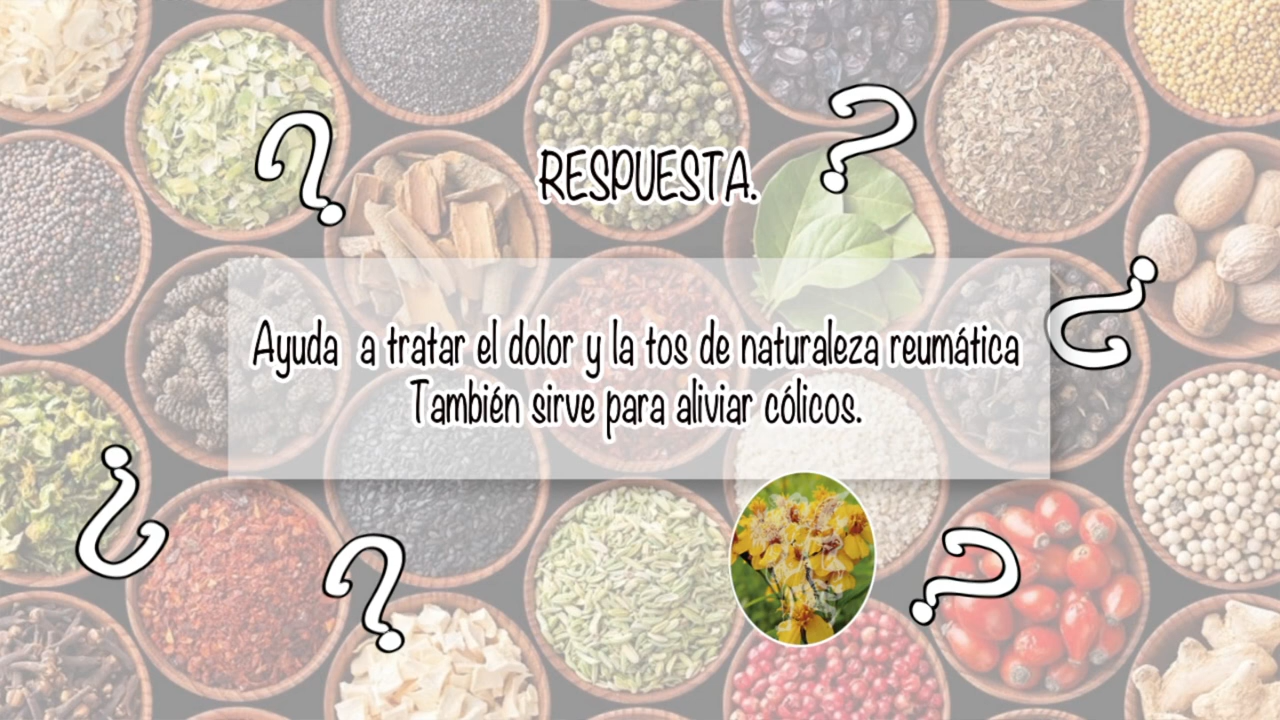 RESPUESTA.
Ayuda a tratar el dolor y la tos de naturaleza reumática
También sirve para aliviar cólicos.